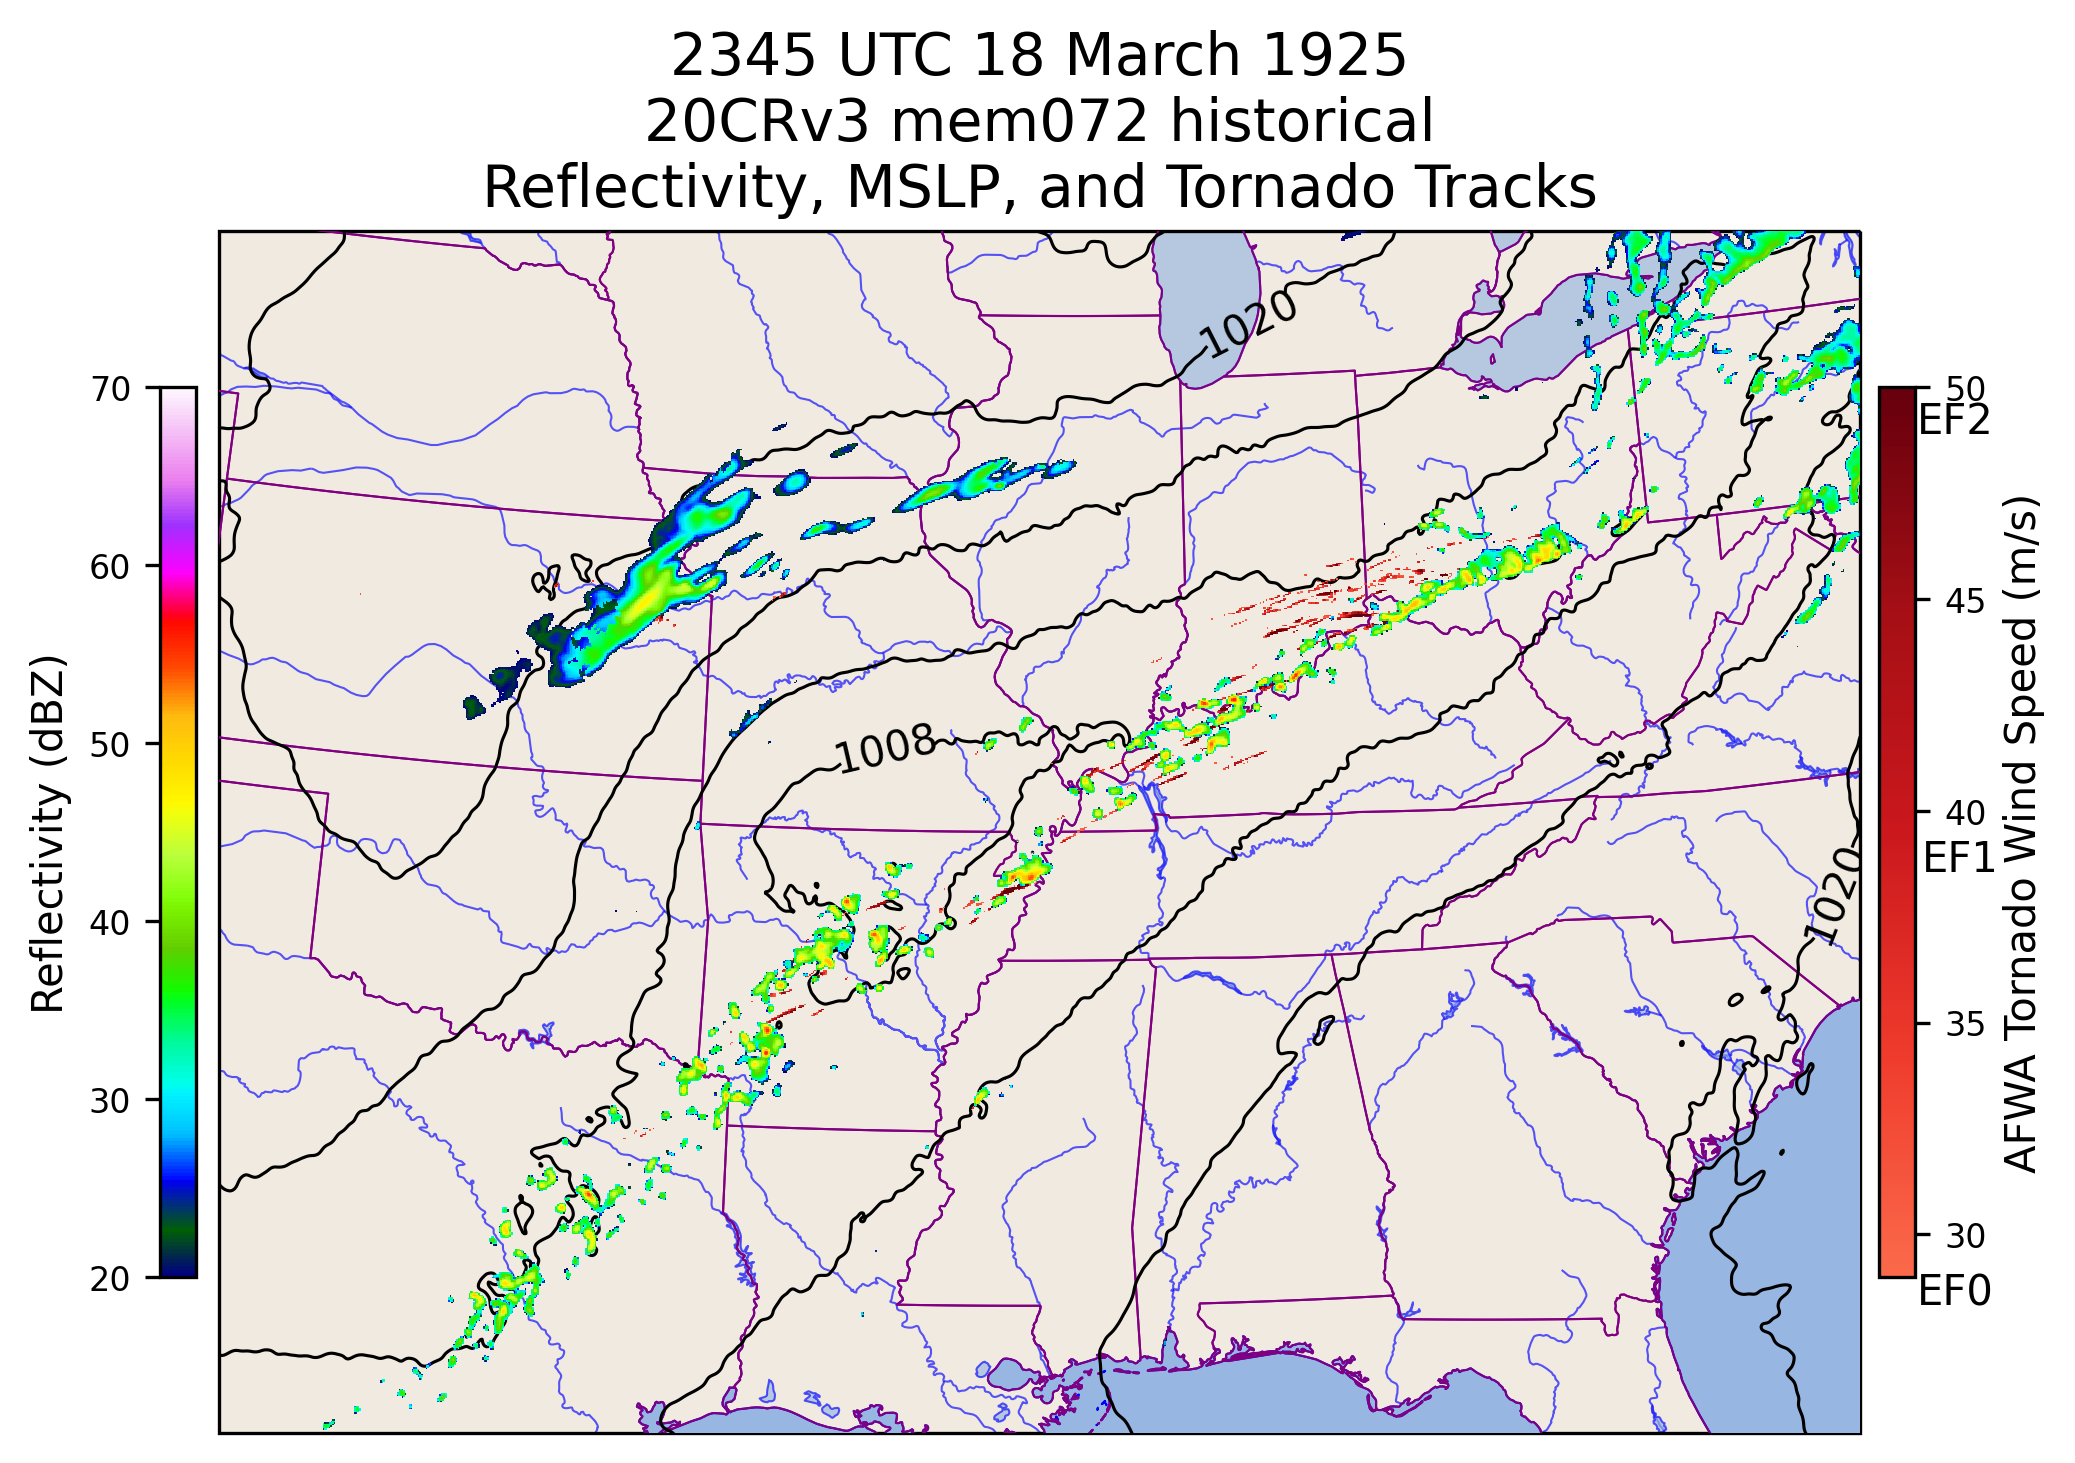 2345 UTC 18 March 1925
20CRv3 mem072 historical
Reflectivity, MSLP, and Tornado Tracks
Reflectivity (dBZ)
70
60
50
40
30
20
1020
1008
1020
50
EF2
45
40
EF1
35
30
EF0
AFWA Tornado Wind Speed (m/s)